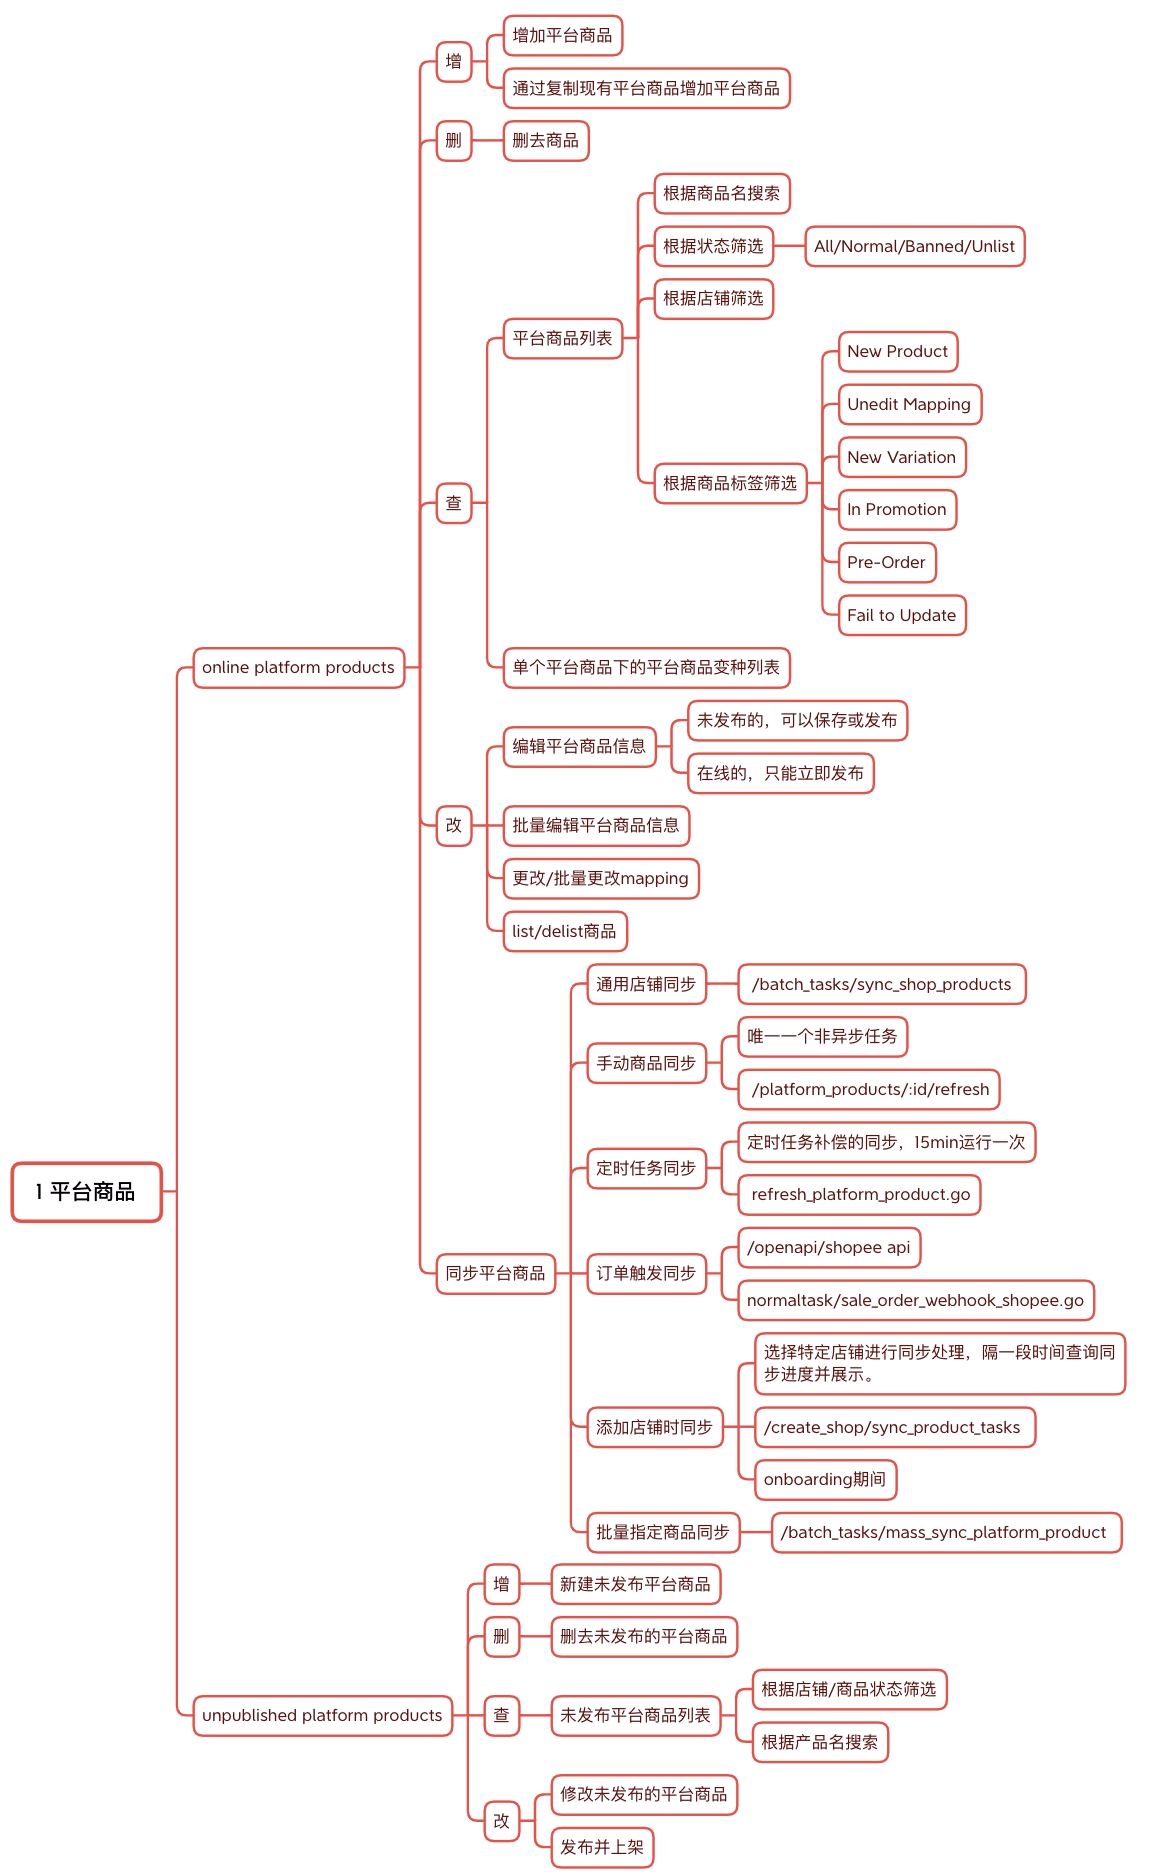 增加平台商品
增
通过复制现有平台商品增加平台商品
删
删去商品
根据商品名搜索
根据状态筛选
All/Normal/Banned/Unlist
根据店铺筛选
平台商品列表
New Product
Unedit Mapping
New Variation
根据商品标签筛选
查
In Promotion
Pre-Order
Fail to Update
online platform products
单个平台商品下的平台商品变种列表
未发布的，可以保存或发布
编辑平台商品信息
在线的，只能立即发布
改
批量编辑平台商品信息
更改/批量更改mapping
list/delist商品
通用店铺同步
/batch_tasks/sync_shop_products
唯一一个非异步任务
手动商品同步
/platform_products/:id/refresh
定时任务补偿的同步，15min运行一次
定时任务同步
refresh_platform_product.go
1 平台商品
/openapi/shopee api
同步平台商品
订单触发同步
normaltask/sale_order_webhook_shopee.go
选择特定店铺进行同步处理，隔一段时间查询同
步进度并展示。
添加店铺时同步
/create_shop/sync_product_tasks
onboarding期间
批量指定商品同步
/batch_tasks/mass_sync_platform_product
增
新建未发布平台商品
删
删去未发布的平台商品
根据店铺/商品状态筛选
unpublished platform products
查
未发布平台商品列表
根据产品名搜索
修改未发布的平台商品
改
发布并上架